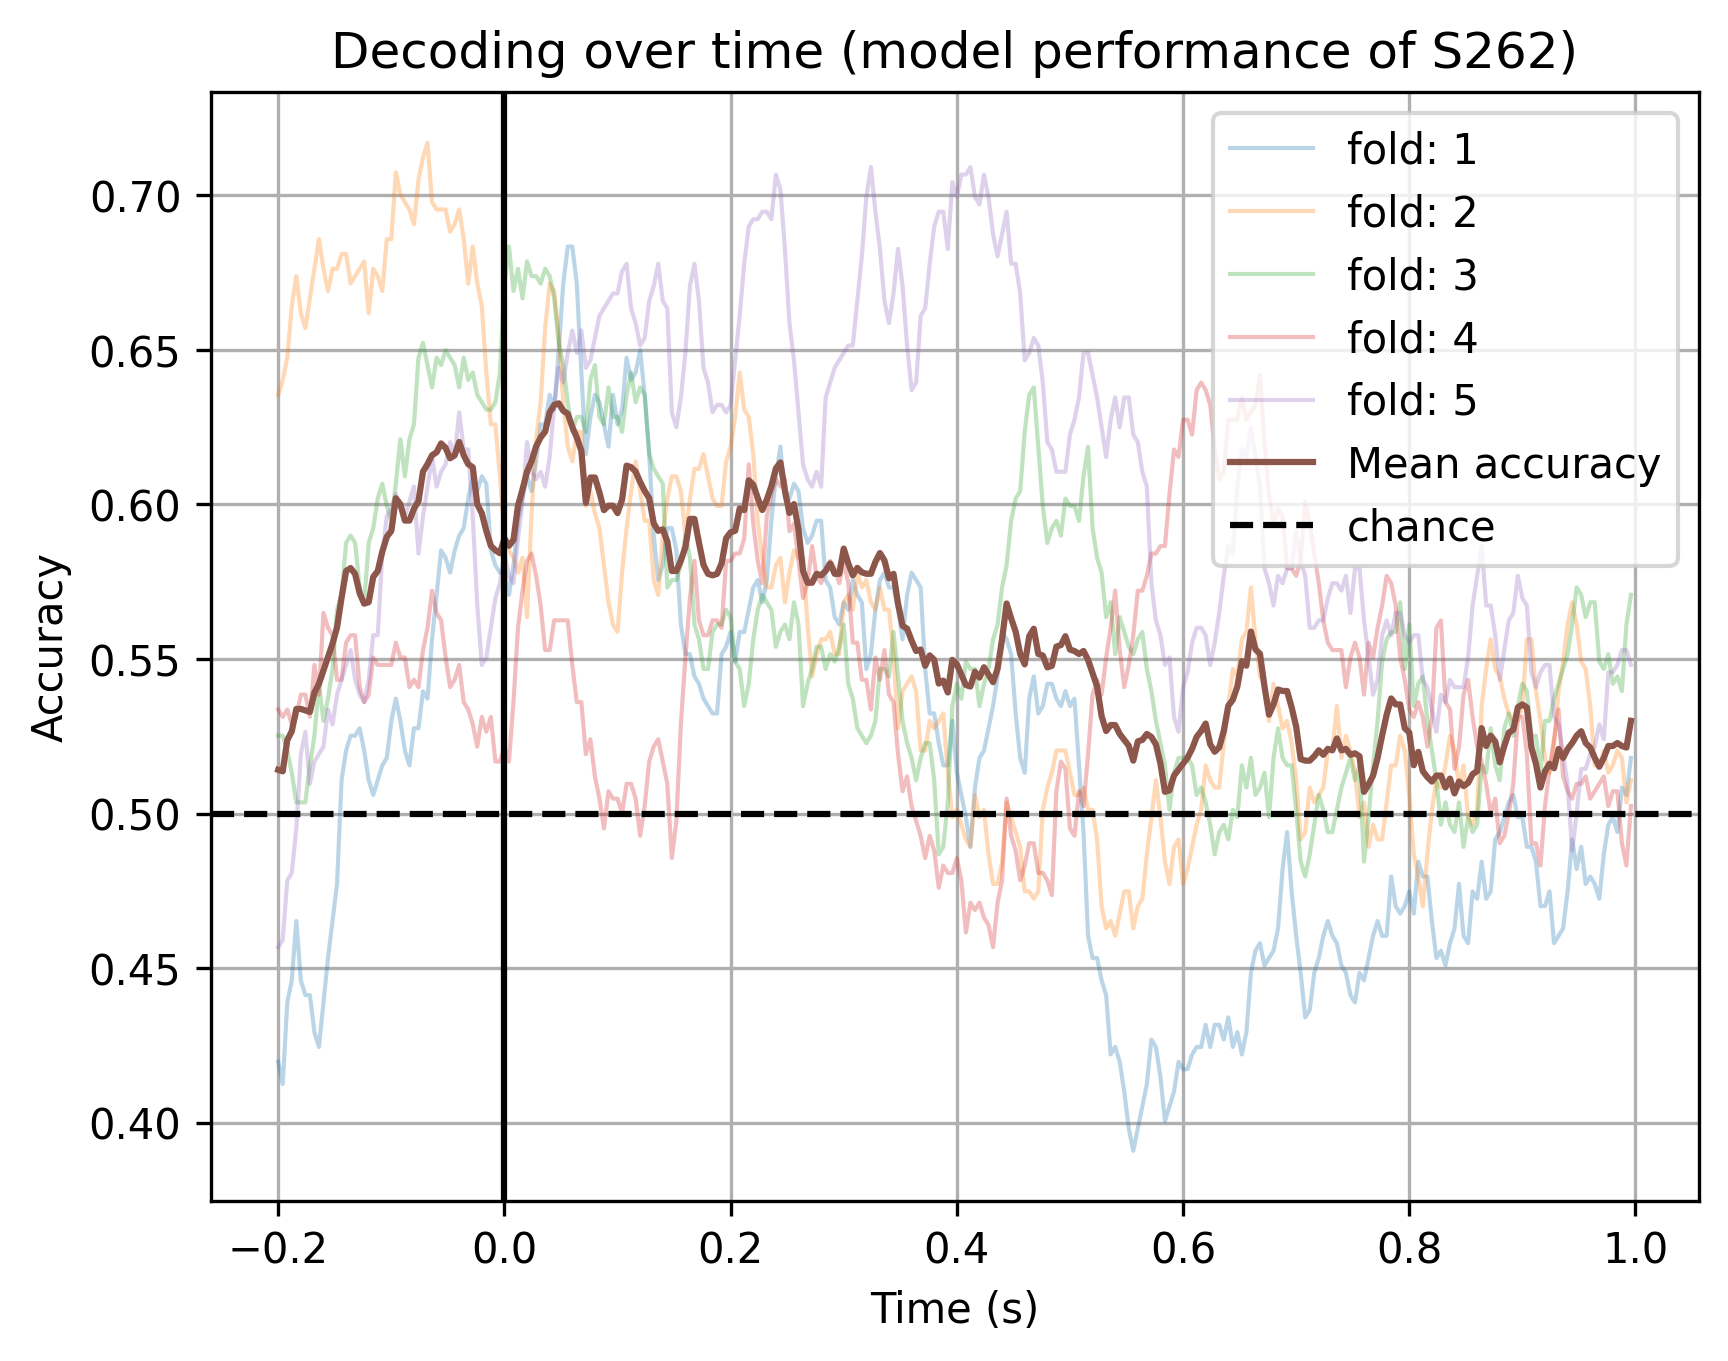 Decoding over time (model performance of S262)
fold: 1
fold: 2
fold: 3
fold: 4
fold: 5
Mean accuracy
chance
Accuracy
0.70
0.65
0.60
0.55
0.50
0.45
0.40
−0.2
0.0
0.2
0.4
0.6
0.8
1.0
Time (s)